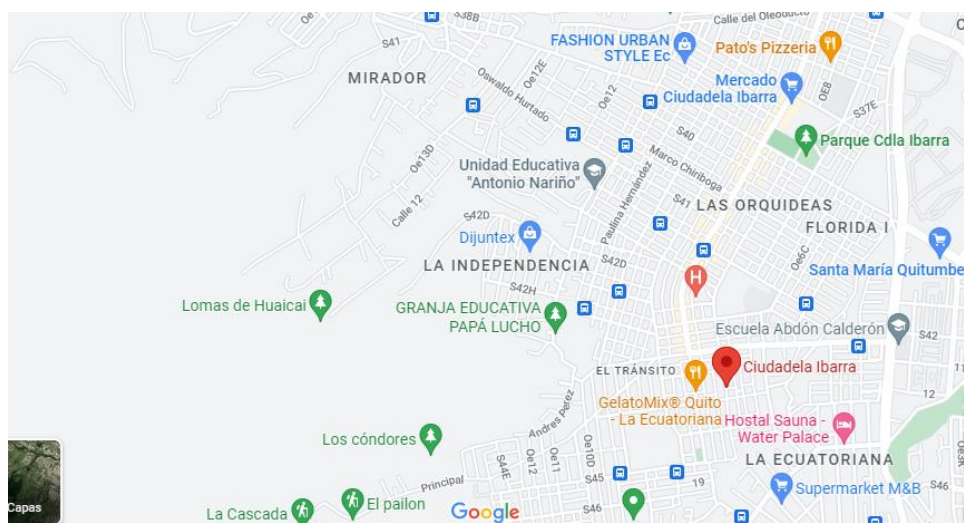 S38B
Calle del Oleoducto
S41
FASHION URBAN
STYLE Ec
Pato's Pizzeria
MIRADOR
Oe12E
Oswaldo Hurtado
Oe12
Mercado
Ciudadela Ibarra
OE8
S37E
S40
Parque Cdla Ibarra
Oe13D
Marco Chiriboga
Unidad Educativa
"Antonio Nariño"
Paulina Hernández
S41
Calle 12
LAS ORQUIDEAS
S42D
FLORIDA I
Dijuntex
Oe6C
LA INDEPENDENCIA
S42D
Santa María Quitumbe
S42H
H
Lomas de Huaicai
GRANJA EDUCATIVA
PAPÁ LUCHO
Escuela Abdón Calderón
S42
EL TRÁNSITO
Ciudadela Ibarra
12
GelatoMix® Quito
- La Ecuatoriana
Andres Perez
Hostal Sauna -
Water Palace
Los cóndores
Oe10D
Oe11
Oe12
S44E
LA ECUATORIANA
Oe3K
S45
19
Principal
Supermarket M&B
S46
Capas
El pailon
La Cascada
Google
S46